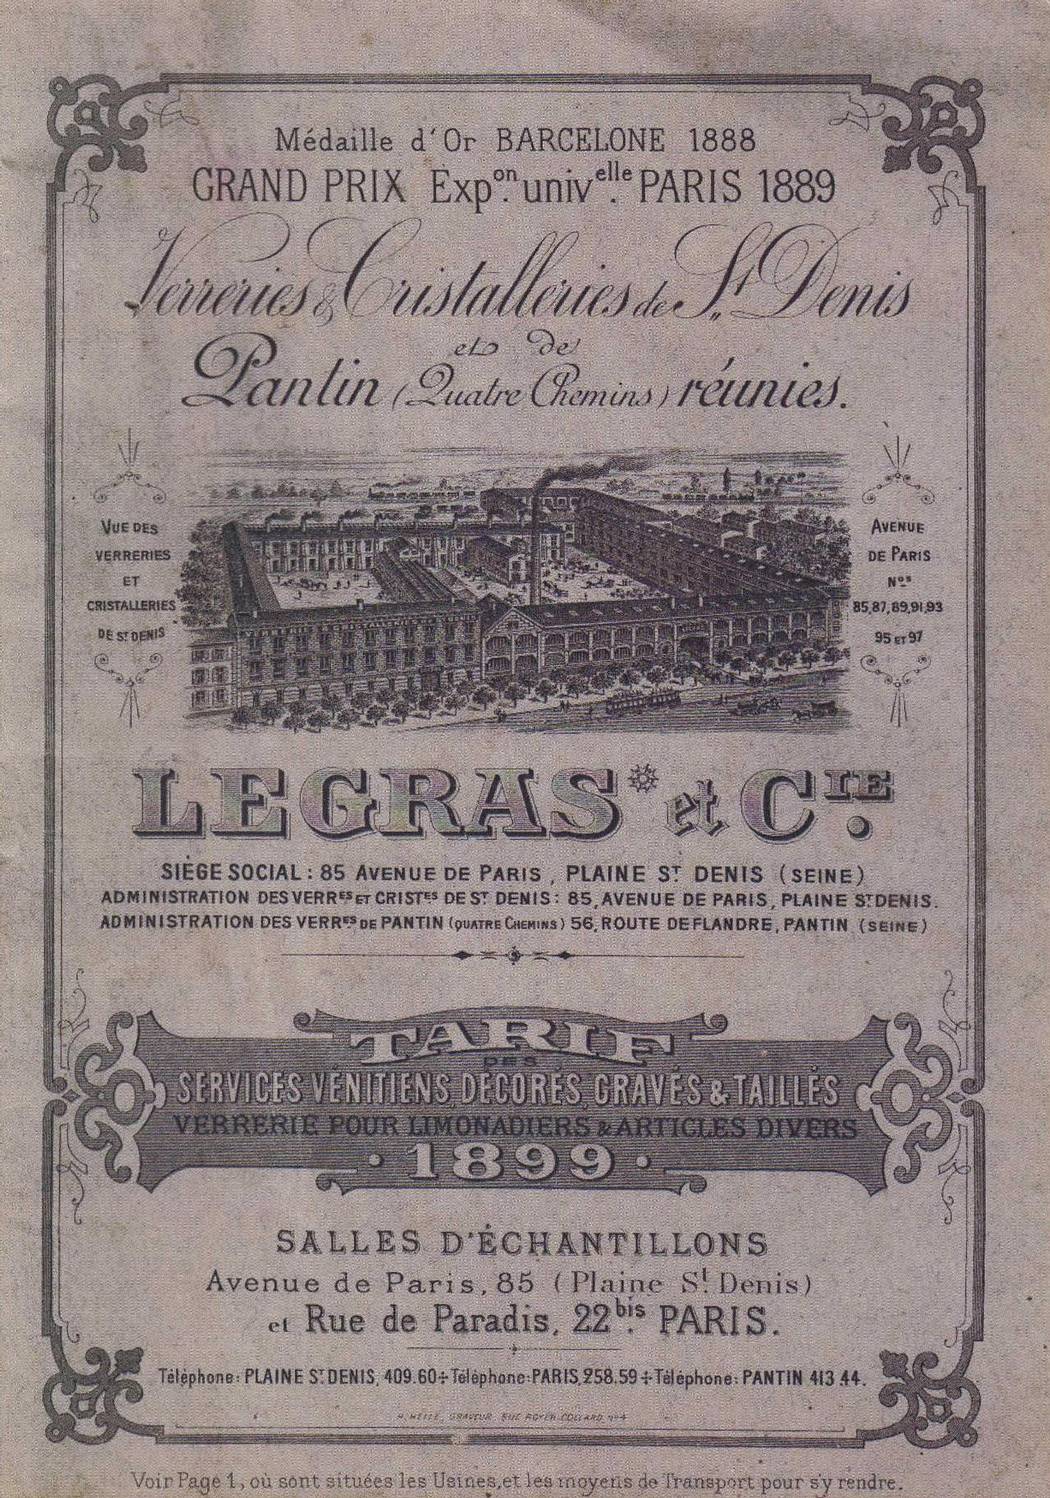 Médaille d'Or BARCELONE 1888
GRAND PRIX Expon. univelle. PARIS 1889
Verreries & Cristalleries de St Denis
et de
Pantin (Quatre Chemins) réunies.
VUE DES
VERRERIES
ET
CRISTALLERIES
DE ST DENIS
AVENUE
DE PARIS
Nos
85,87,89,91,93
95 ET 97
LEGRAS et CIE.
SIÈGE SOCIAL : 85 AVENUE DE PARIS, PLAINE ST DENIS (SEINE)
ADMINISTRATION DES VERRES ET CRISTES DE ST DENIS : 85, AVENUE DE PARIS, PLAINE ST DENIS.
ADMINISTRATION DES VERRES DE PANTIN (QUATRE CHEMINS) 56, ROUTE DE FLANDRE, PANTIN (SEINE)
TARIF
DES
SERVICES VÉNITIENS, DÉCORÉS, GRAVÉS & TAILLÉS
VERRERIE POUR LIMONADIERS & ARTICLES DIVERS
1899
SALLES D'ÉCHANTILLONS
Avenue de Paris, 85 (Plaine St Denis)
et Rue de Paradis, 22bis. PARIS.
Téléphone: PLAINE ST DENIS, 409.60 ÷ Téléphone: PARIS, 258.59 ÷ Téléphone: PANTIN 413.44.
GRAVEUR, RUE ROYER-COLLARD, No 4
Voir Page 1, où sont situées les Usines, et les moyens de Transport pour s'y rendre.